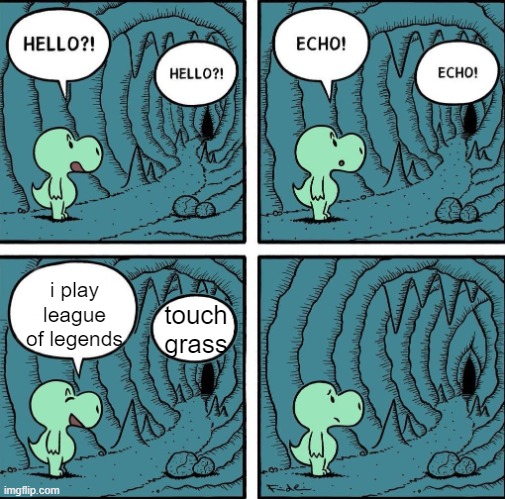 HELLO?!
HELLO?!
ECHO!
ECHO!
i play
league
of legends
touch
grass
imgflip.com